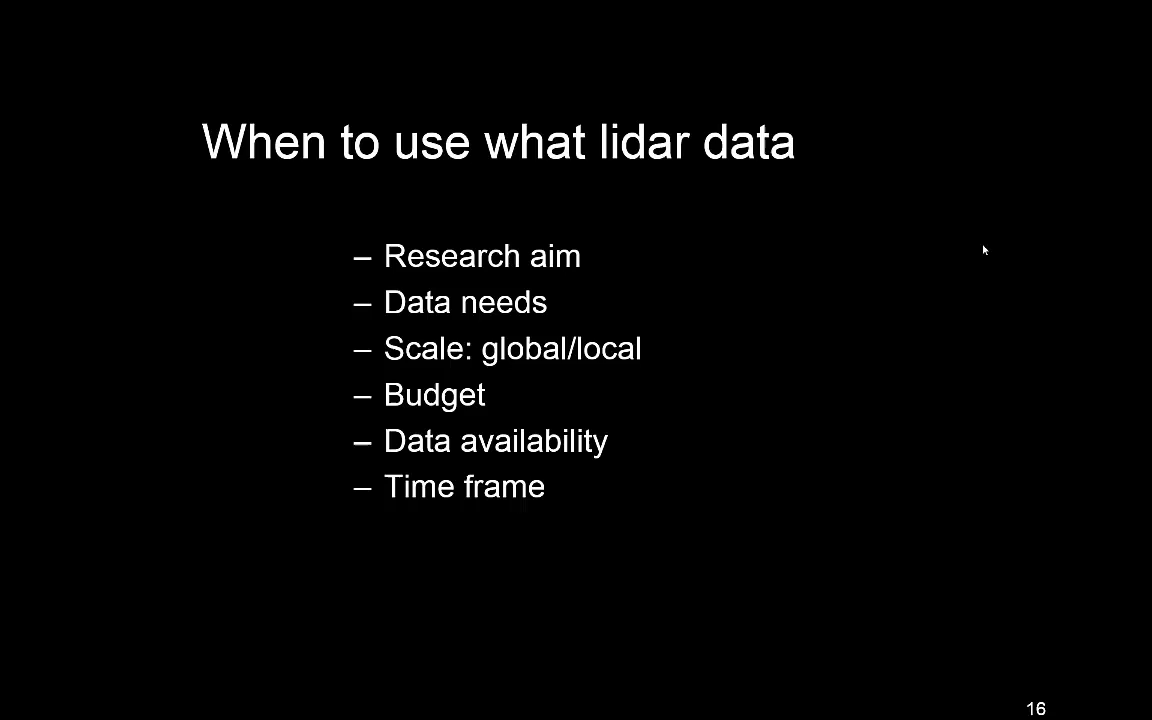 When to use what lidar data
– Research aim
– Data needs
– Scale: global/local
– Budget
– Data availability
– Time frame
16